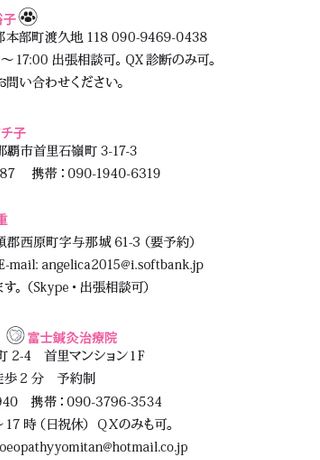 裕子
郡本部町渡久地 118 090-9469-0438
～ 17:00 出張相談可。QX 診断のみ可。
お問い合わせください。
チ子
那覇市首里石嶺町 3-17-3
87 携帯：090-1940-6319
重
頭郡西原町字与那城 61-3（要予約）
E-mail: angelica2015@i.softbank.jp
ます。（Skype・出張相談可）
富士鍼灸治療院
町 2-4 首里マンション1F
徒歩 2 分 予約制
940 携帯：090-3796-3534
～ 17 時（日祝休） QXのみも可。
oeopathyyomitan@hotmail.co.jp